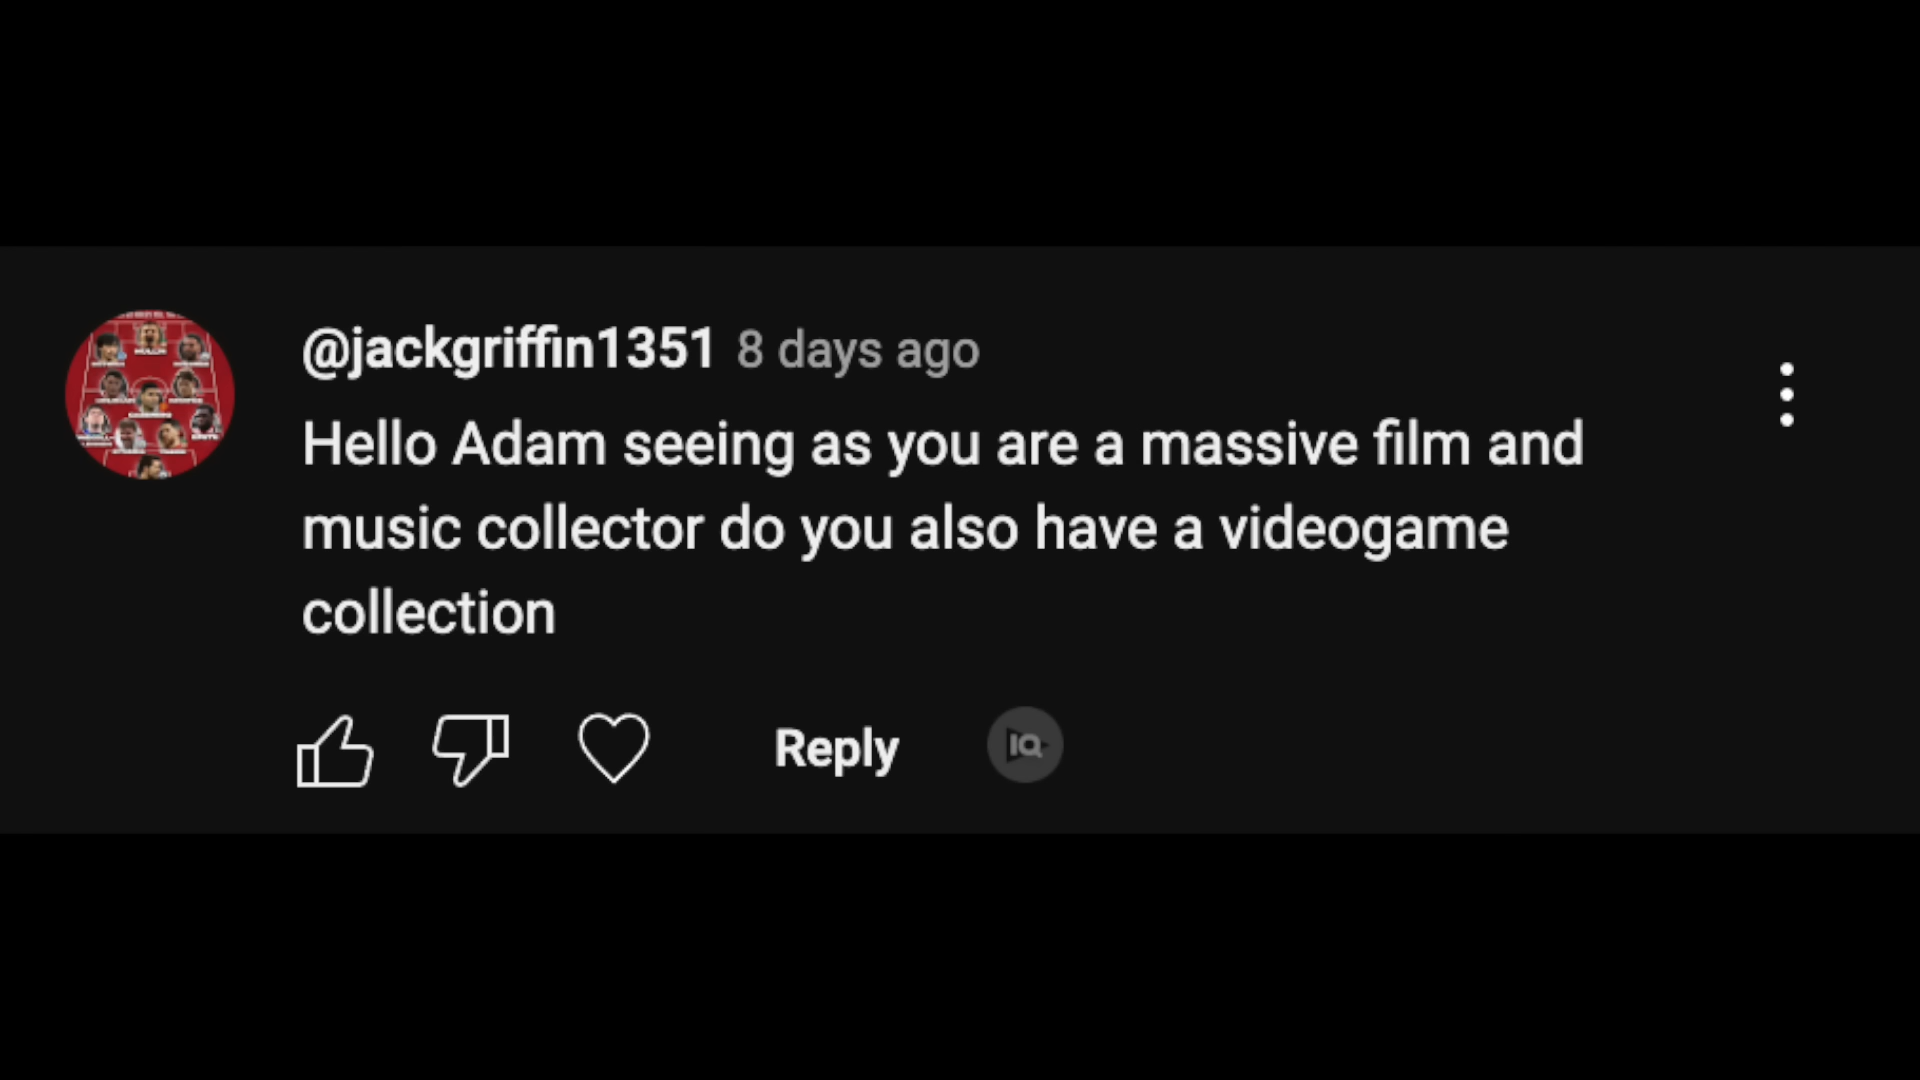 @jackgriffin1351 8 days ago
Hello Adam seeing as you are a massive film and
music collector do you also have a videogame
collection
Reply
IQ